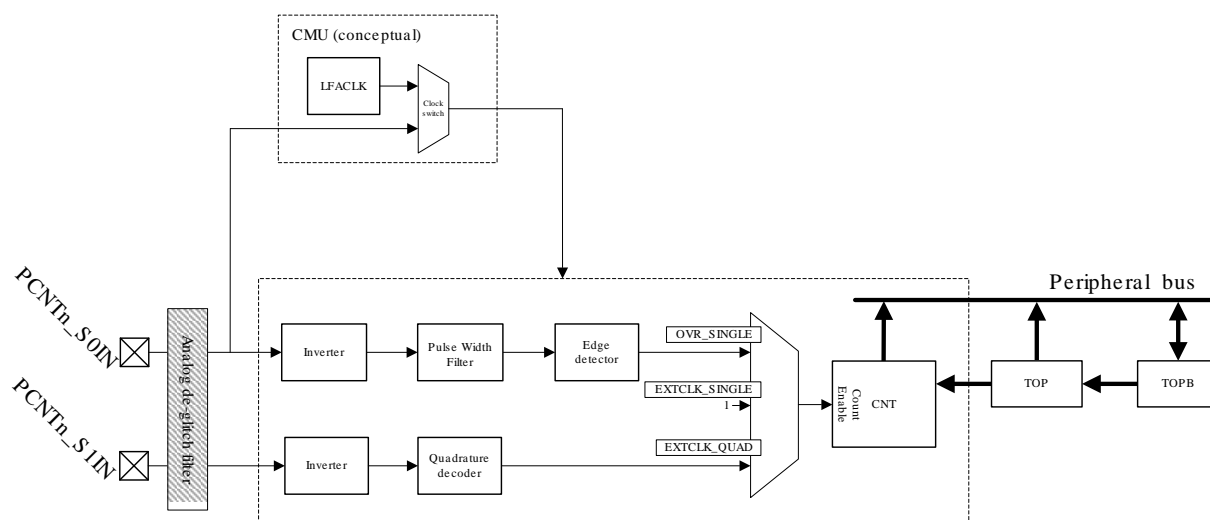 CMU (conceptual)
LFACLK
Clock
switch
PCNTn_S0IN
PCNTn_S1IN
Analog de-glitch filter
Inverter
Pulse Width
Filter
Edge
detector
OVR_SINGLE
EXTCLK_SINGLE
1
EXTCLK_QUAD
Inverter
Quadrature
decoder
Count
Enable
CNT
Peripheral bus
TOP
TOPB